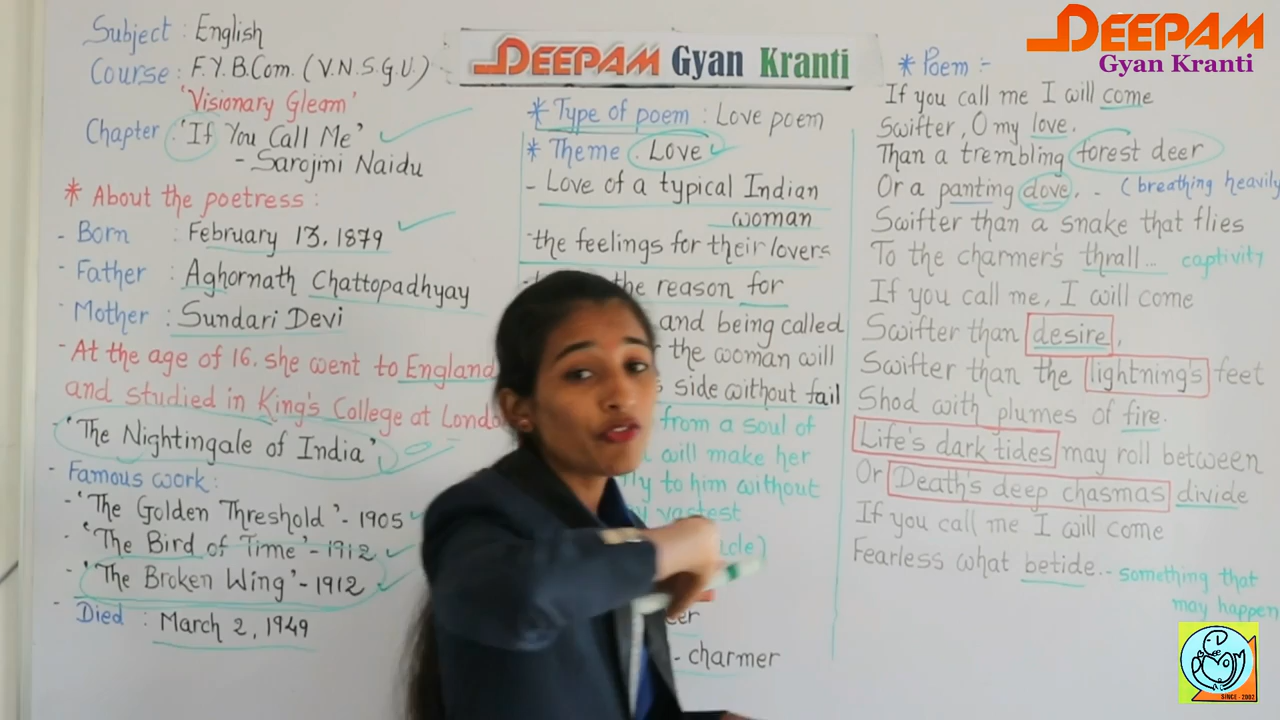 Subject : English
Course : F.Y.B.Com. (V.N.S.G.U.)
'Visionary Gleam'
Chapter : 'If You Call Me'
- Sarojini Naidu
* About the poetress :
- Born : February 13, 1879
- Father : Aghornath Chattopadhyay
- Mother : Sundari Devi
- At the age of 16. she went to England
and studied in King's College at
- 'The Nightingale of India'
- Famous work :
- 'The Golden Threshold' - 1905
- 'The Bird of Time' - 1912
- 'The Broken Wing' - 1912
- Died : March 2, 1949
DEEPAM Gyan Kranti
* Type of poem : Love poem
* Theme : Love
- Love of a typical Indian
woman
- the feelings for their lovers
the reason for
and being called
the woman will
side without fail
from a soul of
will make her
to him without
vastest
- charmer
* Poem :-
If you call me I will come
Swifter, O my love.
Than a trembling forest deer
Or a panting dove. - (breathing heavily
Swifter than a snake that flies
To the charmer's thrall... captivity
If you call me, I will come
Swifter than desire,
Swifter than the lightning's feet
Shod with plumes of fire.
Life's dark tides may roll between
Or Death's deep chasmas divide
If you call me I will come
Fearless what betide.. - something that
may happen
DEEPAM
Gyan Kranti
SINCE - 2002